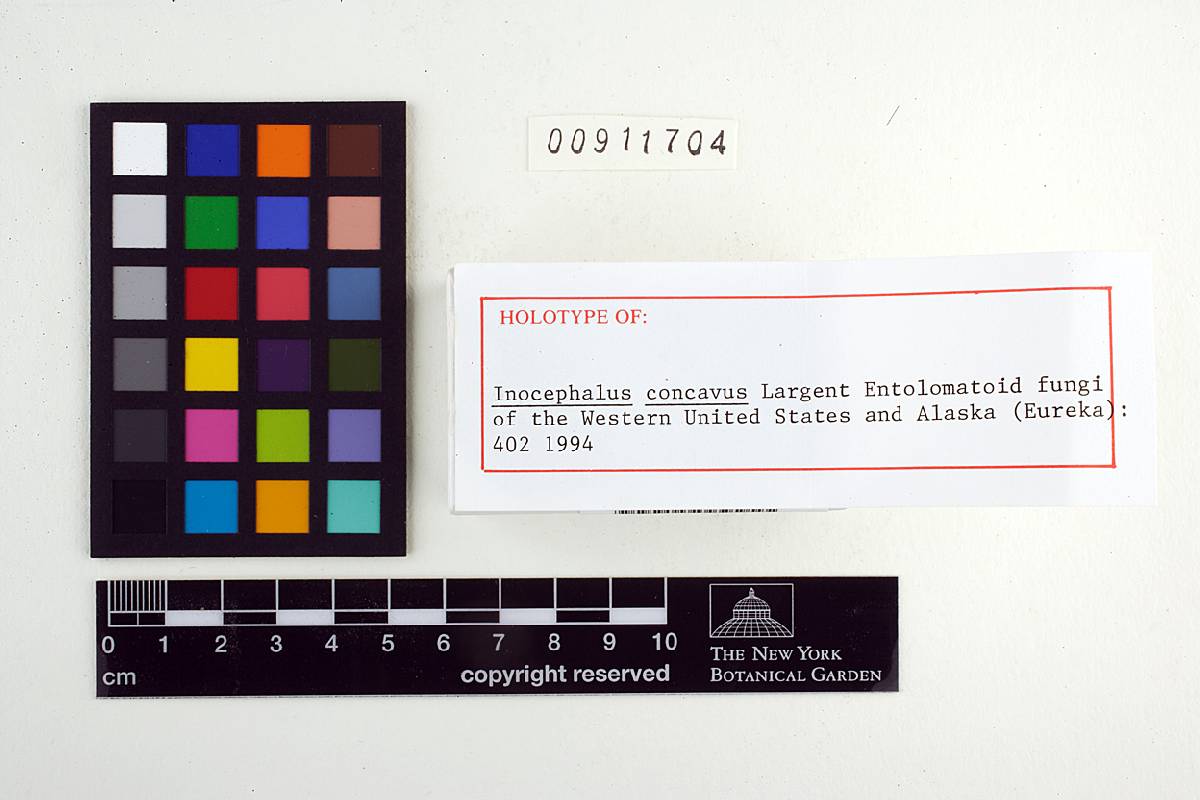 00911704
HOLOTYPE OF:
Inocephalus concavus Largent Entolomatoid fungi
of the Western United States and Alaska (Eureka):
402 1994
0 1 2 3 4 5 6 7 8 9 10
cm
copyright reserved
THE NEW YORK
BOTANICAL GARDEN